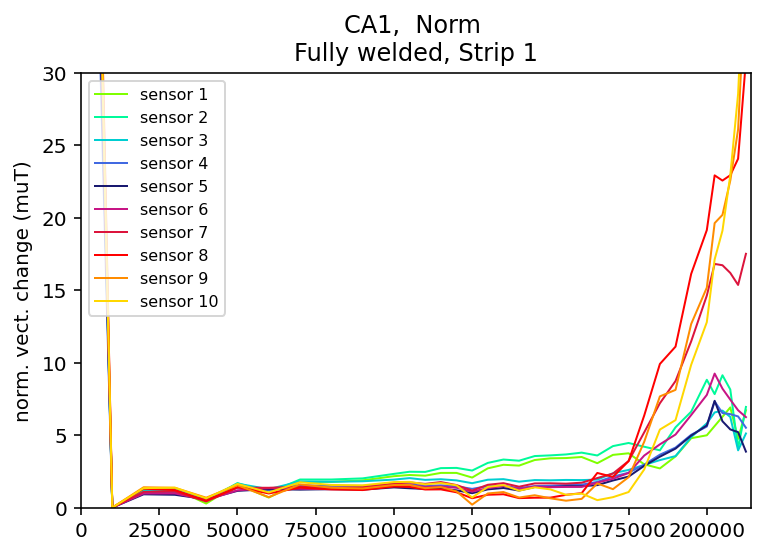 CA1,  Norm
Fully welded, Strip 1
norm. vect. change (muT)
30
25
20
15
10
5
0
sensor 1
sensor 2
sensor 3
sensor 4
sensor 5
sensor 6
sensor 7
sensor 8
sensor 9
sensor 10
0 25000 50000 75000 100000 125000 150000 175000 200000